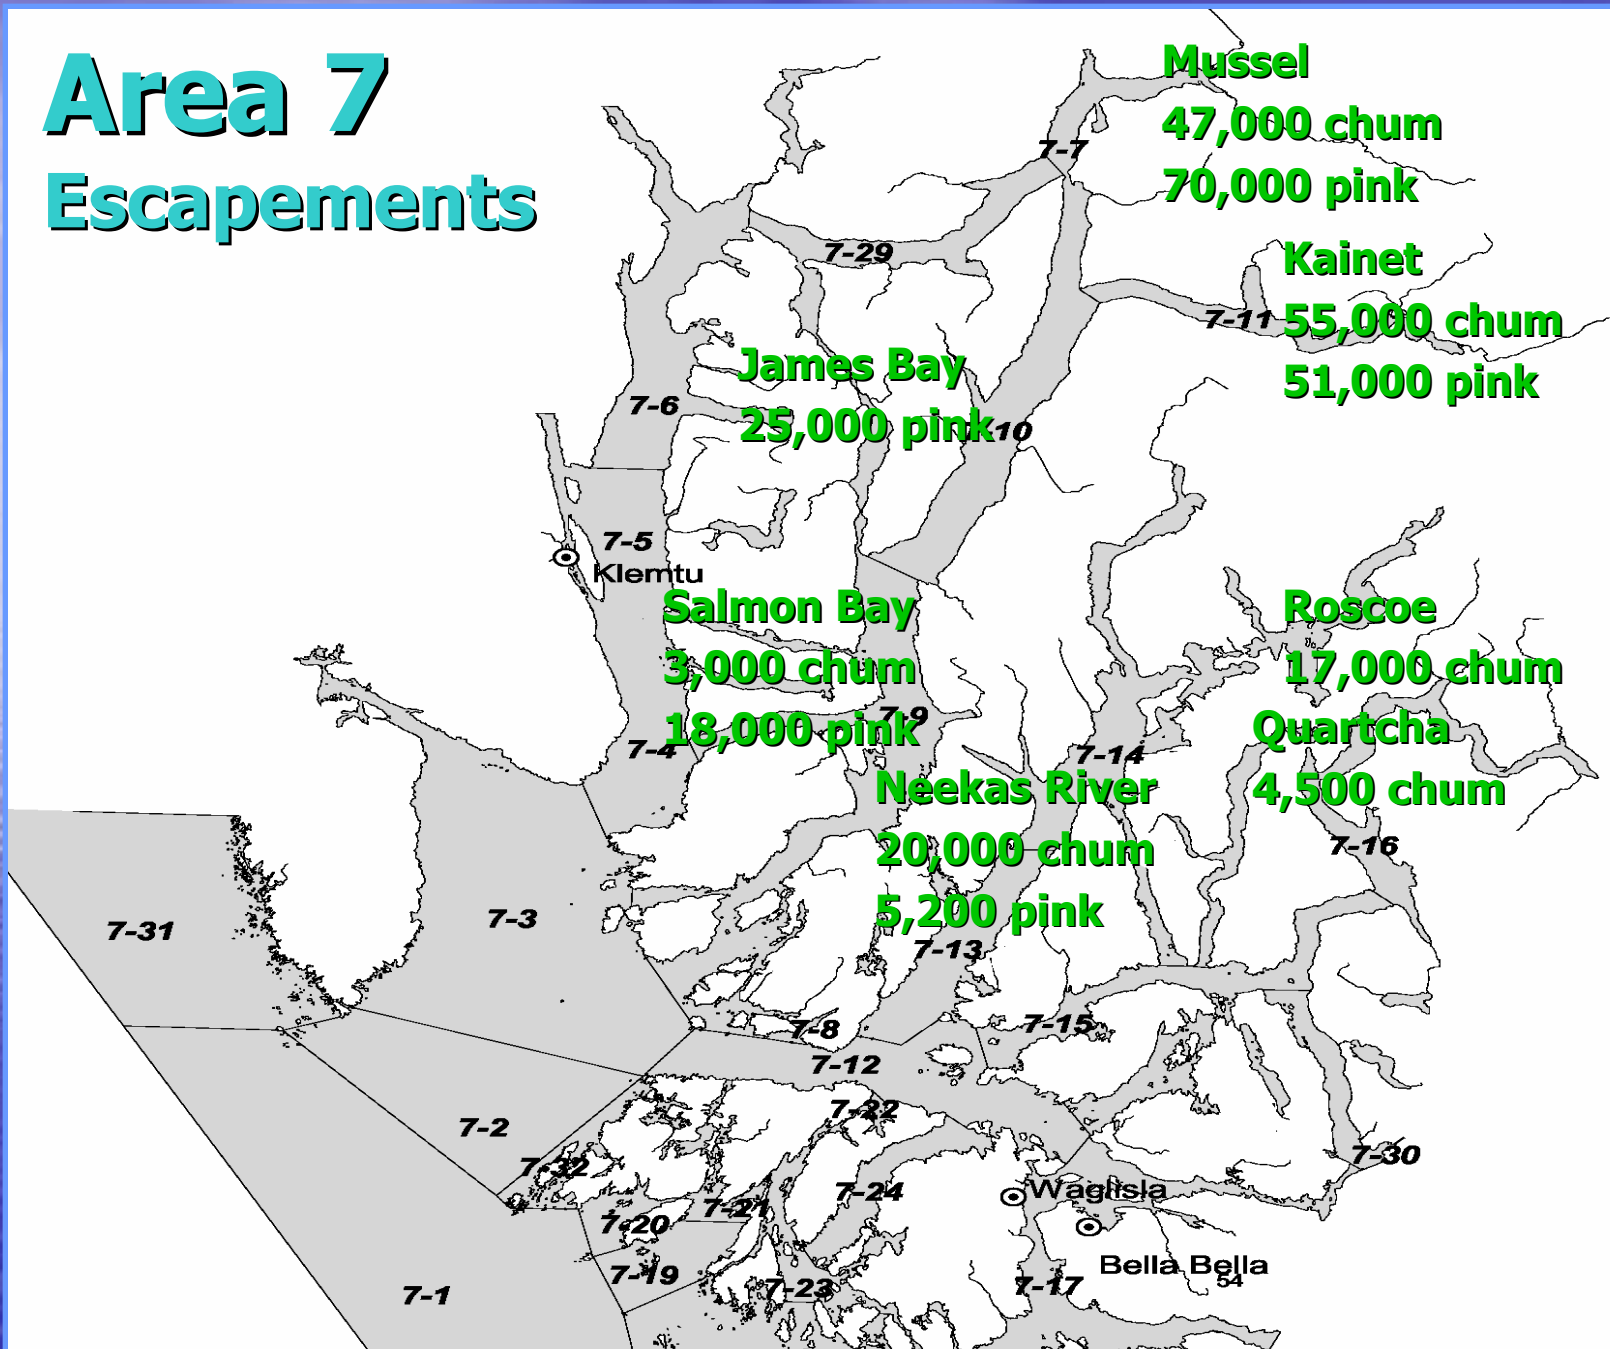 Area 7
Escapements
Mussel
47,000 chum
70,000 pink
7-7
7-29
Kainet
55,000 chum
51,000 pink
7-11
James Bay
25,000 pink
7-6
10
7-5
Klemtu
Salmon Bay
3,000 chum
18,000 pink
7-9
7-4
Roscoe
17,000 chum
Quartcha
4,500 chum
7-14
Neekas River
20,000 chum
5,200 pink
7-16
7-31
7-3
7-13
7-8
7-15
7-12
7-2
7-22
7-32
7-30
7-24
Waglisla
7-21
7-20
Bella Bella
54
7-19
7-23
7-17
7-1